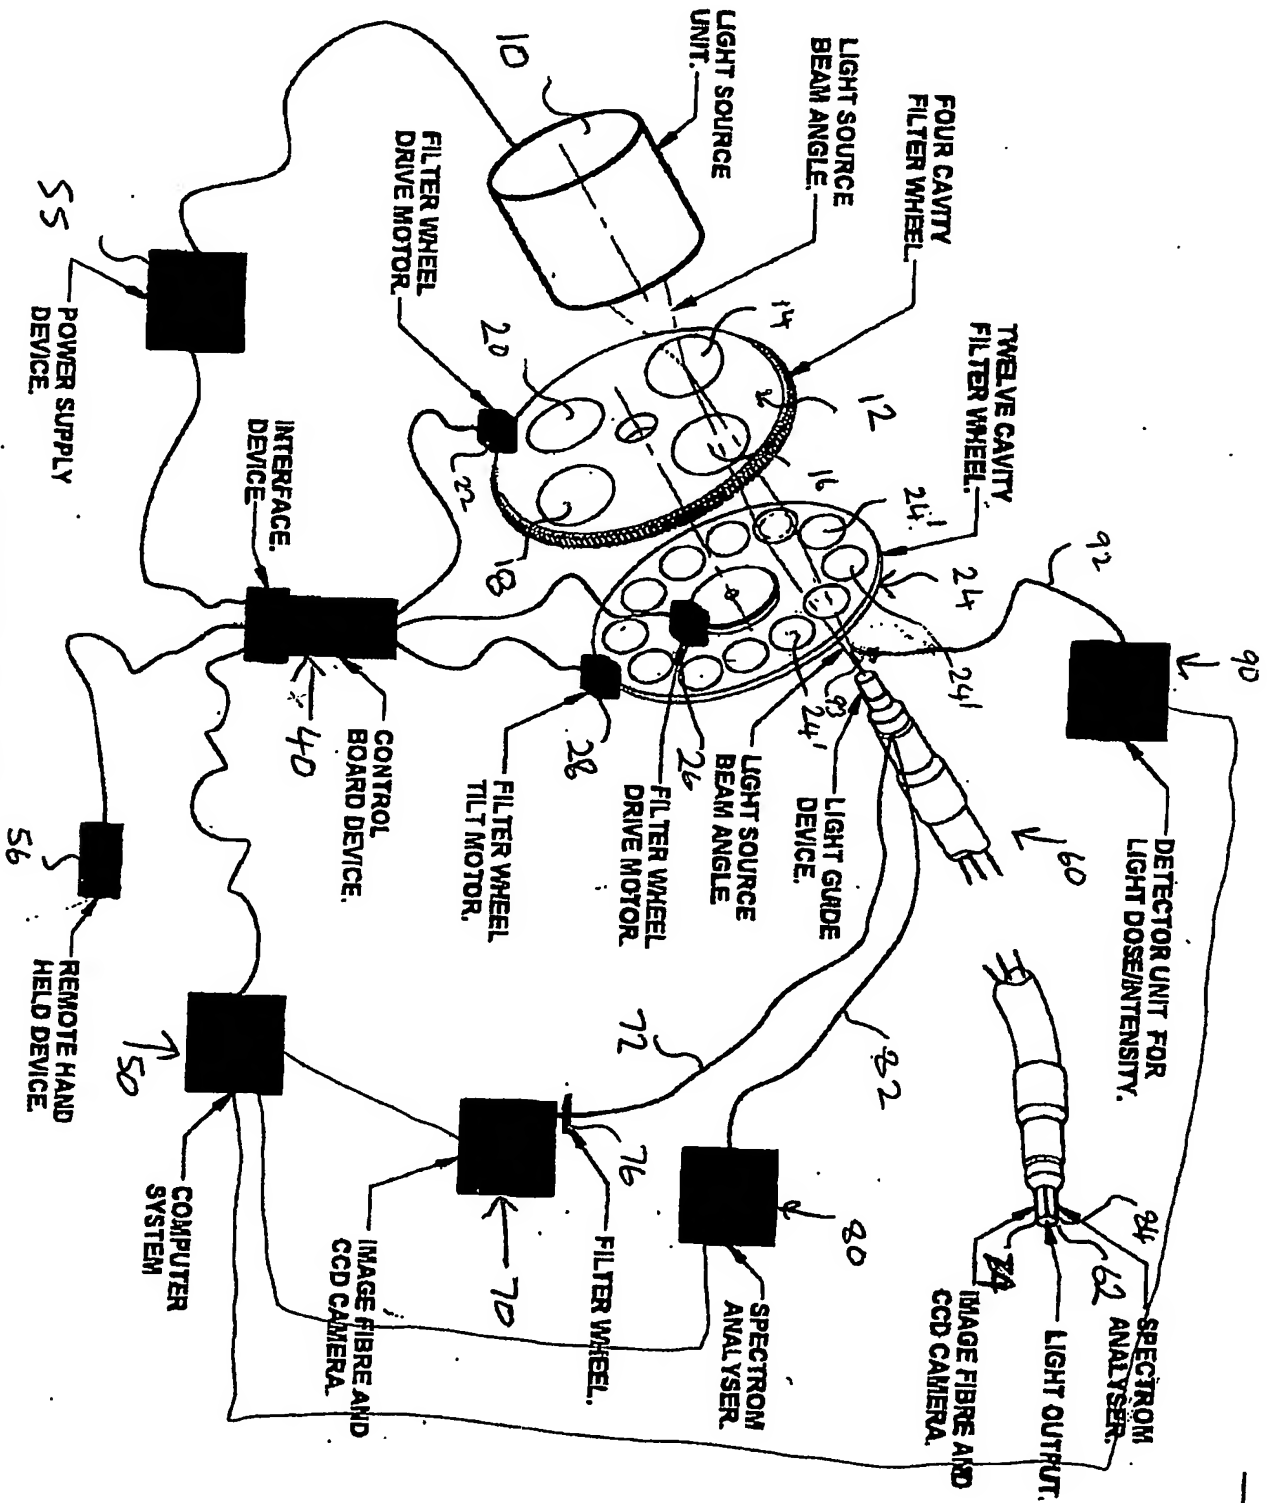 LIGHT SOURCE
UNIT.
10
LIGHT SOURCE
BEAM ANGLE.
FOUR CAVITY
FILTER WHEEL.
TWELVE CAVITY
FILTER WHEEL.
FILTER WHEEL
DRIVE MOTOR.
14
12
20
22
18
16
24'
24
24'
24'
92
90
93
26
28
55
POWER SUPPLY
DEVICE.
INTERFACE
DEVICE.
40
CONTROL
BOARD DEVICE.
FILTER WHEEL
TILT MOTOR.
FILTER WHEEL
DRIVE MOTOR.
LIGHT SOURCE
BEAM ANGLE.
LIGHT GUIDE
DEVICE.
60
DETECTOR UNIT FOR
LIGHT DOSE/INTENSITY.
56
REMOTE HAND
HELD DEVICE.
50
COMPUTER
SYSTEM
72
82
76
70
FILTER WHEEL.
IMAGE FIBRE AND
CCD CAMERA.
80
SPECTROM
ANALYSER.
84
62
SPECTROM
ANALYSER.
LIGHT OUTPUT.
IMAGE FIBRE AND
CCD CAMERA.